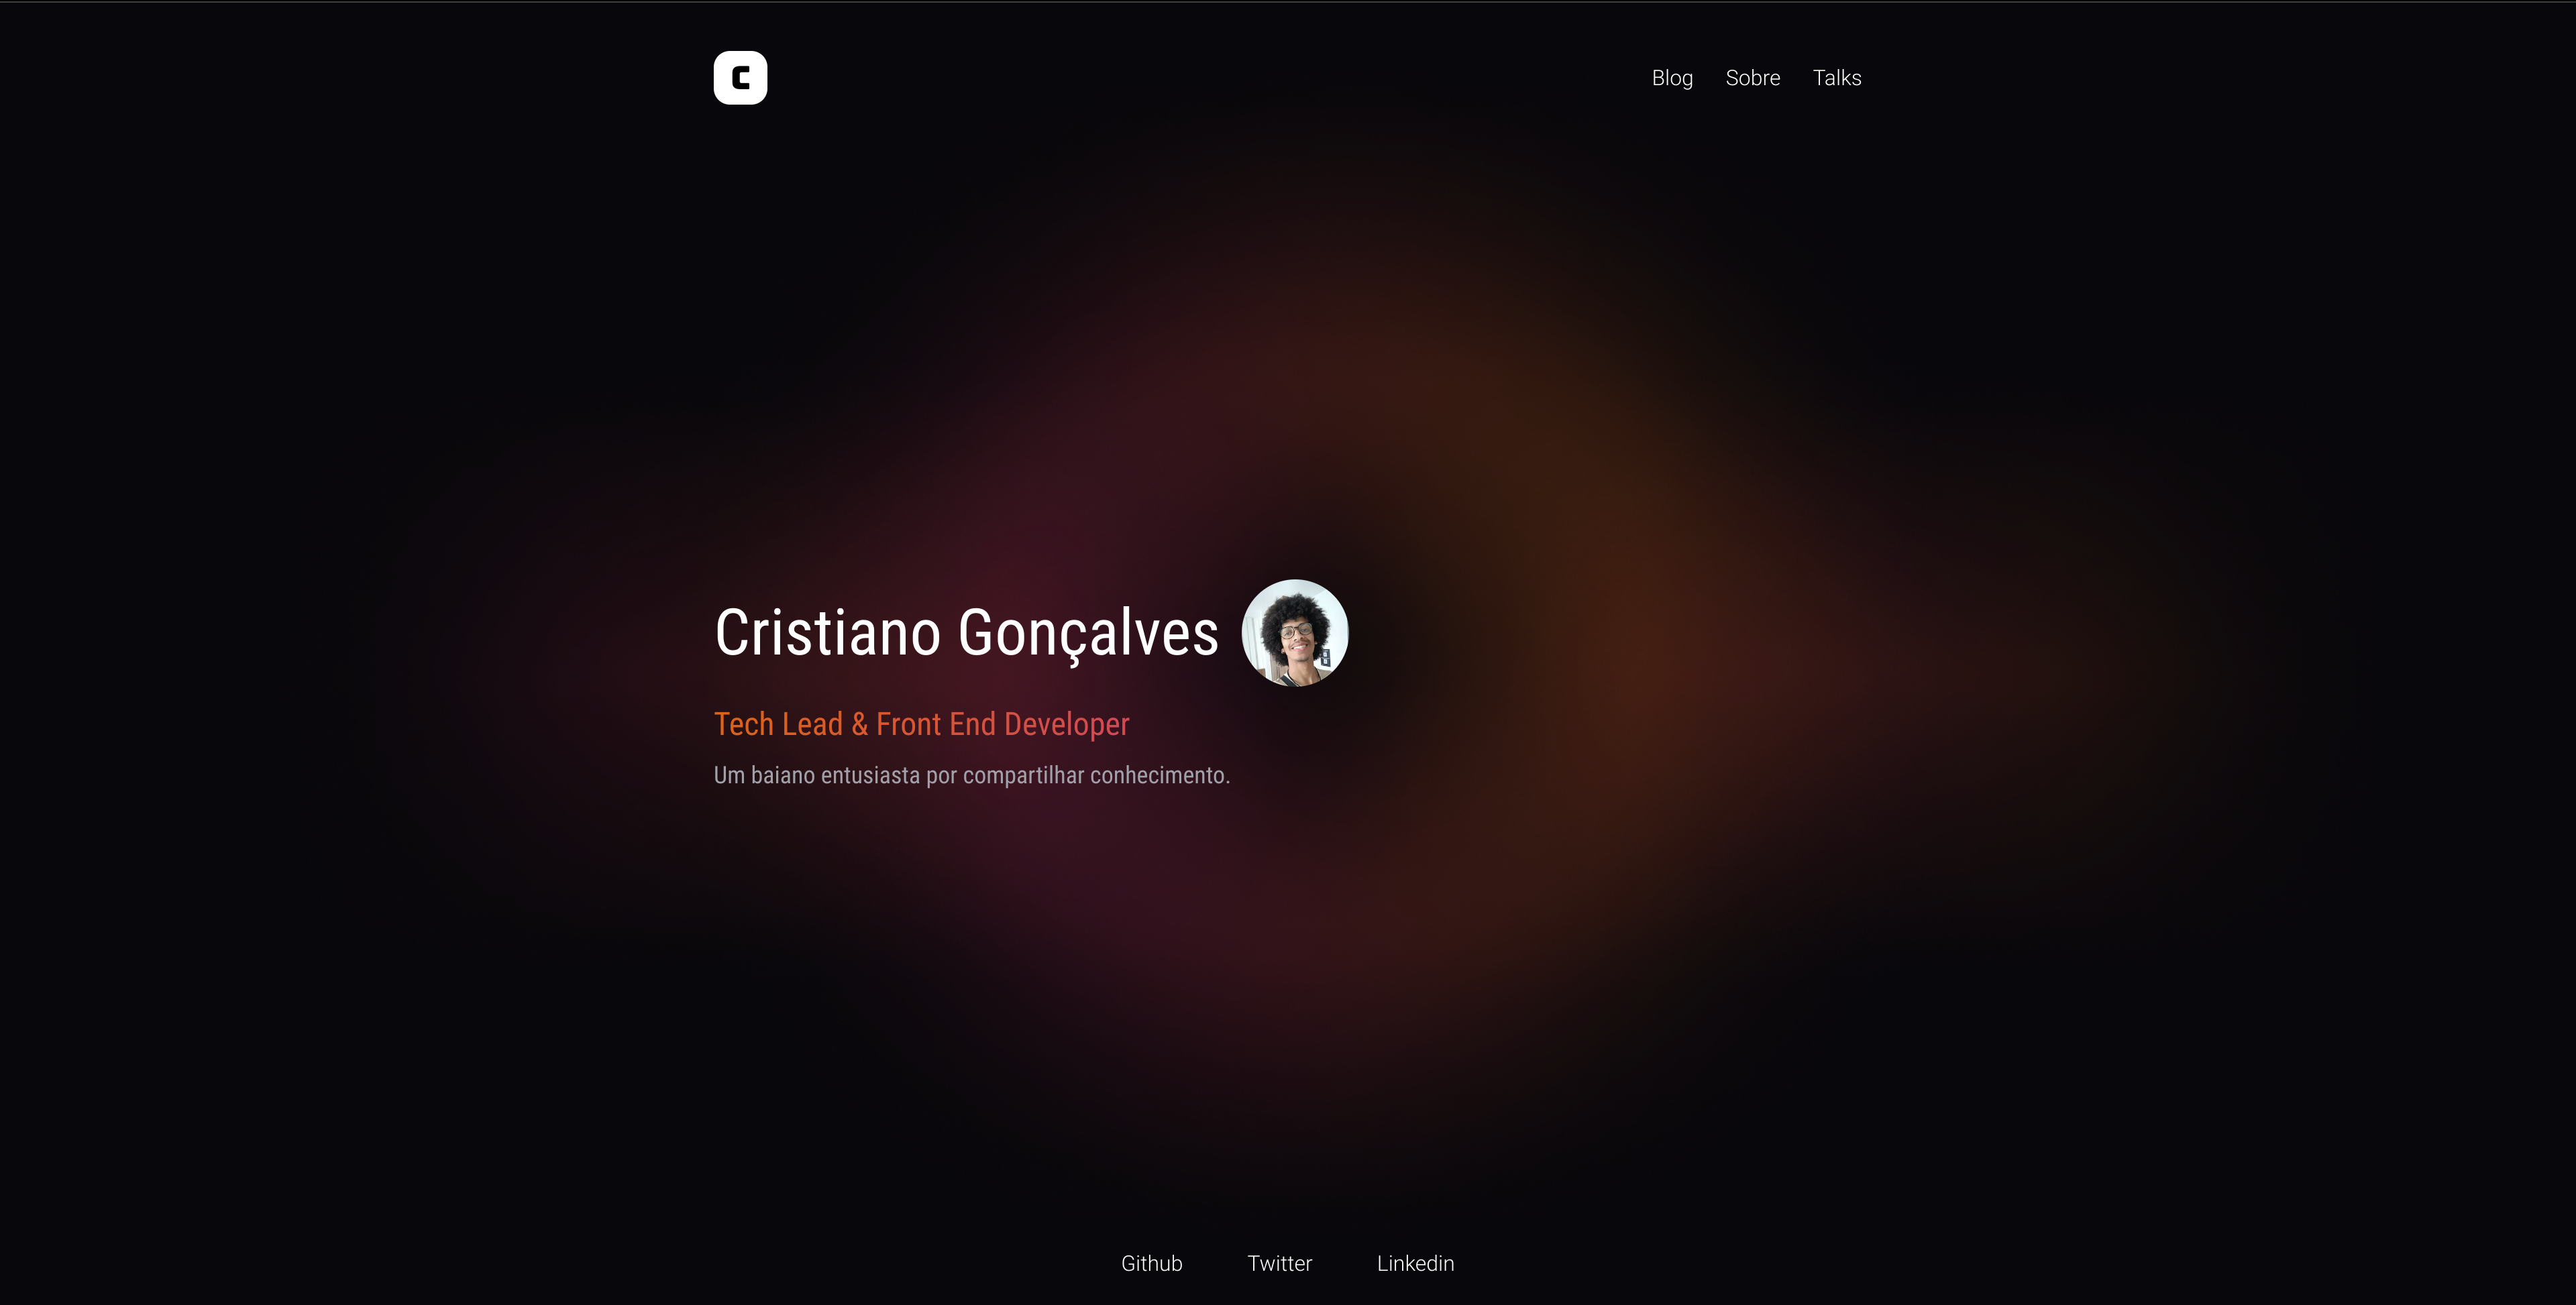 C
Blog Sobre Talks
Cristiano Gonçalves
Tech Lead & Front End Developer
Um baiano entusiasta por compartilhar conhecimento.
Github Twitter Linkedin